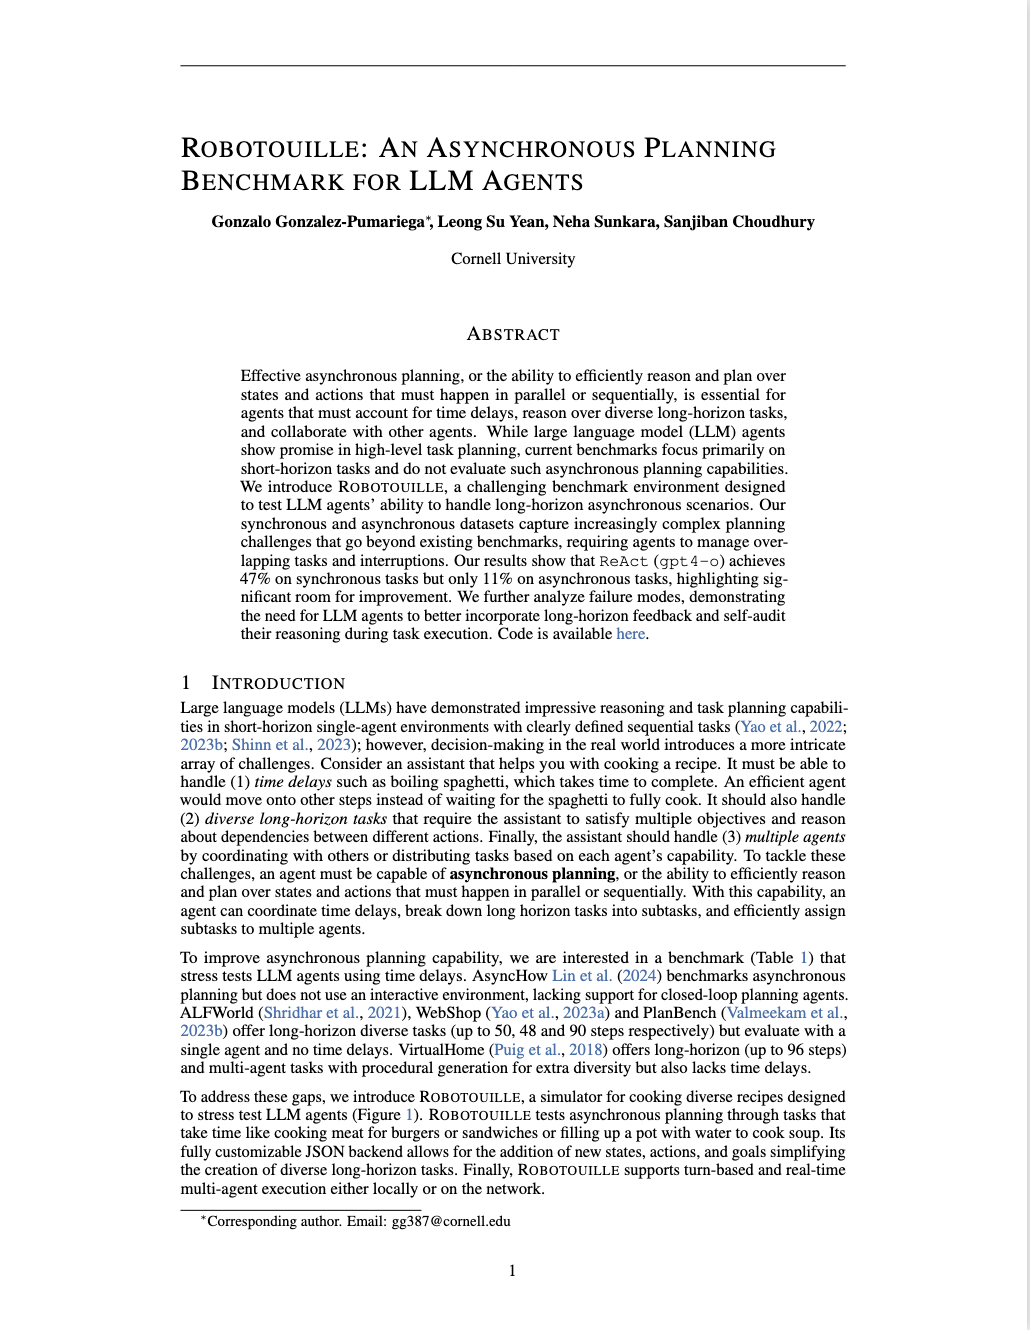 ROBOTOUILLE: AN ASYNCHRONOUS PLANNING
BENCHMARK FOR LLM AGENTS
Gonzalo Gonzalez-Pumariega*, Leong Su Yean, Neha Sunkara, Sanjiban Choudhury
Cornell University
ABSTRACT
Effective asynchronous planning, or the ability to efficiently reason and plan over
states and actions that must happen in parallel or sequentially, is essential for
agents that must account for time delays, reason over diverse long-horizon tasks,
and collaborate with other agents. While large language model (LLM) agents
show promise in high-level task planning, current benchmarks focus primarily on
short-horizon tasks and do not evaluate such asynchronous planning capabilities.
We introduce ROBOTOUILLE, a challenging benchmark environment designed
to test LLM agents' ability to handle long-horizon asynchronous scenarios. Our
synchronous and asynchronous datasets capture increasingly complex planning
challenges that go beyond existing benchmarks, requiring agents to manage over-
lapping tasks and interruptions. Our results show that ReAct (gpt4-o) achieves
47% on synchronous tasks but only 11% on asynchronous tasks, highlighting sig-
nificant room for improvement. We further analyze failure modes, demonstrating
the need for LLM agents to better incorporate long-horizon feedback and self-audit
their reasoning during task execution. Code is available here.
1 INTRODUCTION
Large language models (LLMs) have demonstrated impressive reasoning and task planning capabili-
ties in short-horizon single-agent environments with clearly defined sequential tasks (Yao et al., 2022;
2023b; Shinn et al., 2023); however, decision-making in the real world introduces a more intricate
array of challenges. Consider an assistant that helps you with cooking a recipe. It must be able to
handle (1) time delays such as boiling spaghetti, which takes time to complete. An efficient agent
would move onto other steps instead of waiting for the spaghetti to fully cook. It should also handle
(2) diverse long-horizon tasks that require the assistant to satisfy multiple objectives and reason
about dependencies between different actions. Finally, the assistant should handle (3) multiple agents
by coordinating with others or distributing tasks based on each agent's capability. To tackle these
challenges, an agent must be capable of asynchronous planning, or the ability to efficiently reason
and plan over states and actions that must happen in parallel or sequentially. With this capability, an
agent can coordinate time delays, break down long horizon tasks into subtasks, and efficiently assign
subtasks to multiple agents.
To improve asynchronous planning capability, we are interested in a benchmark (Table 1) that
stress tests LLM agents using time delays. AsyncHow Lin et al. (2024) benchmarks asynchronous
planning but does not use an interactive environment, lacking support for closed-loop planning agents.
ALFWorld (Shridhar et al., 2021), WebShop (Yao et al., 2023a) and PlanBench (Valmeekam et al.,
2023b) offer long-horizon diverse tasks (up to 50, 48 and 90 steps respectively) but evaluate with a
single agent and no time delays. VirtualHome (Puig et al., 2018) offers long-horizon (up to 96 steps)
and multi-agent tasks with procedural generation for extra diversity but also lacks time delays.
To address these gaps, we introduce ROBOTOUILLE, a simulator for cooking diverse recipes designed
to stress test LLM agents (Figure 1). ROBOTOUILLE tests asynchronous planning through tasks that
take time like cooking meat for burgers or sandwiches or filling up a pot with water to cook soup. Its
fully customizable JSON backend allows for the addition of new states, actions, and goals simplifying
the creation of diverse long-horizon tasks. Finally, ROBOTOUILLE supports turn-based and real-time
multi-agent execution either locally or on the network.
*Corresponding author. Email: gg387@cornell.edu
1